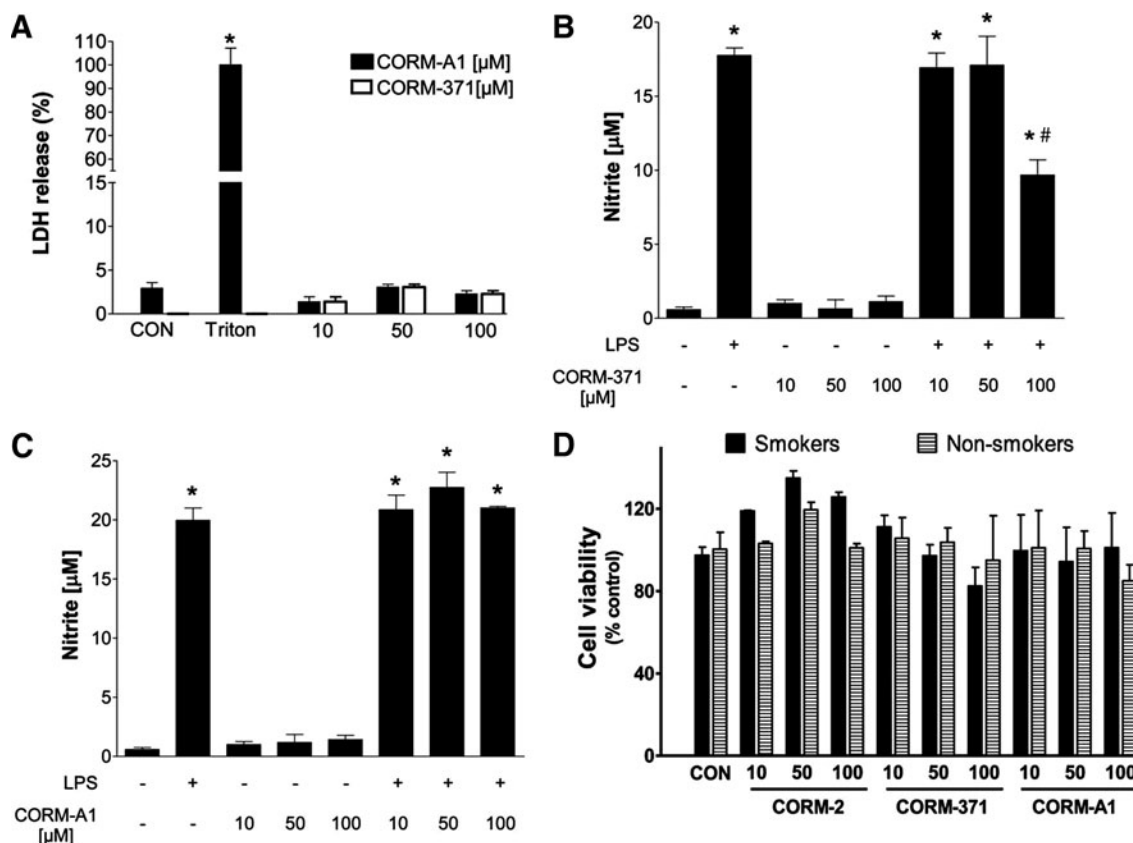 A
LDH release (%)
110
100
90
80
70
60
15
10
5
0
*
CORM-A1 [µM]
CORM-371[µM]
CON Triton 10 50 100
B
Nitrite [µM]
20
15
10
5
0
* * * * #
LPS - + - - - + + +
CORM-371 - - 10 50 100 10 50 100
[µM]
C
Nitrite [µM]
25
20
15
10
5
0
* * * *
LPS - + - - - + + +
CORM-A1 - - 10 50 100 10 50 100
[µM]
D
Smokers Non-smokers
Cell viability
(% control)
120
80
40
0
CON 10 50 100 10 50 100 10 50 100
CORM-2 CORM-371 CORM-A1